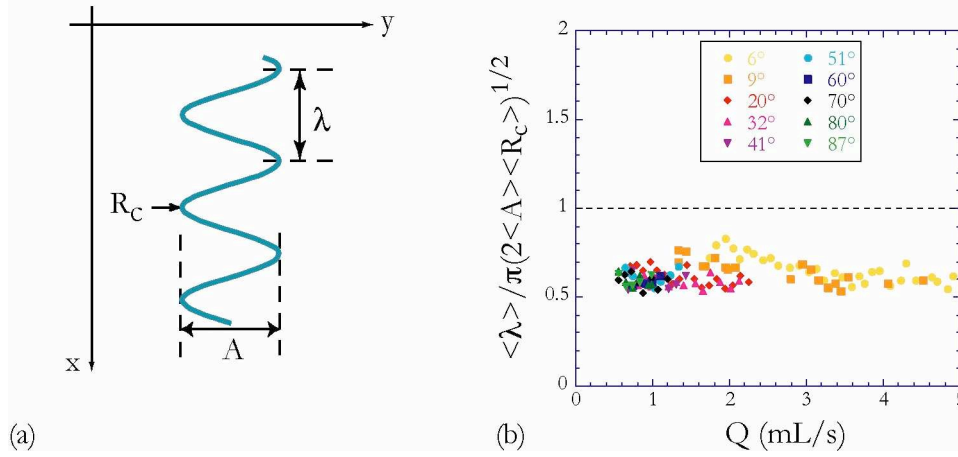 y
λ
R_C
A
x
(a)
<λ>/π(2<A><R_C>)^1/2
2
1.5
1
0.5
0
6°
9°
20°
32°
41°
51°
60°
70°
80°
87°
0 1 2 3 4 5
Q (mL/s)
(b)